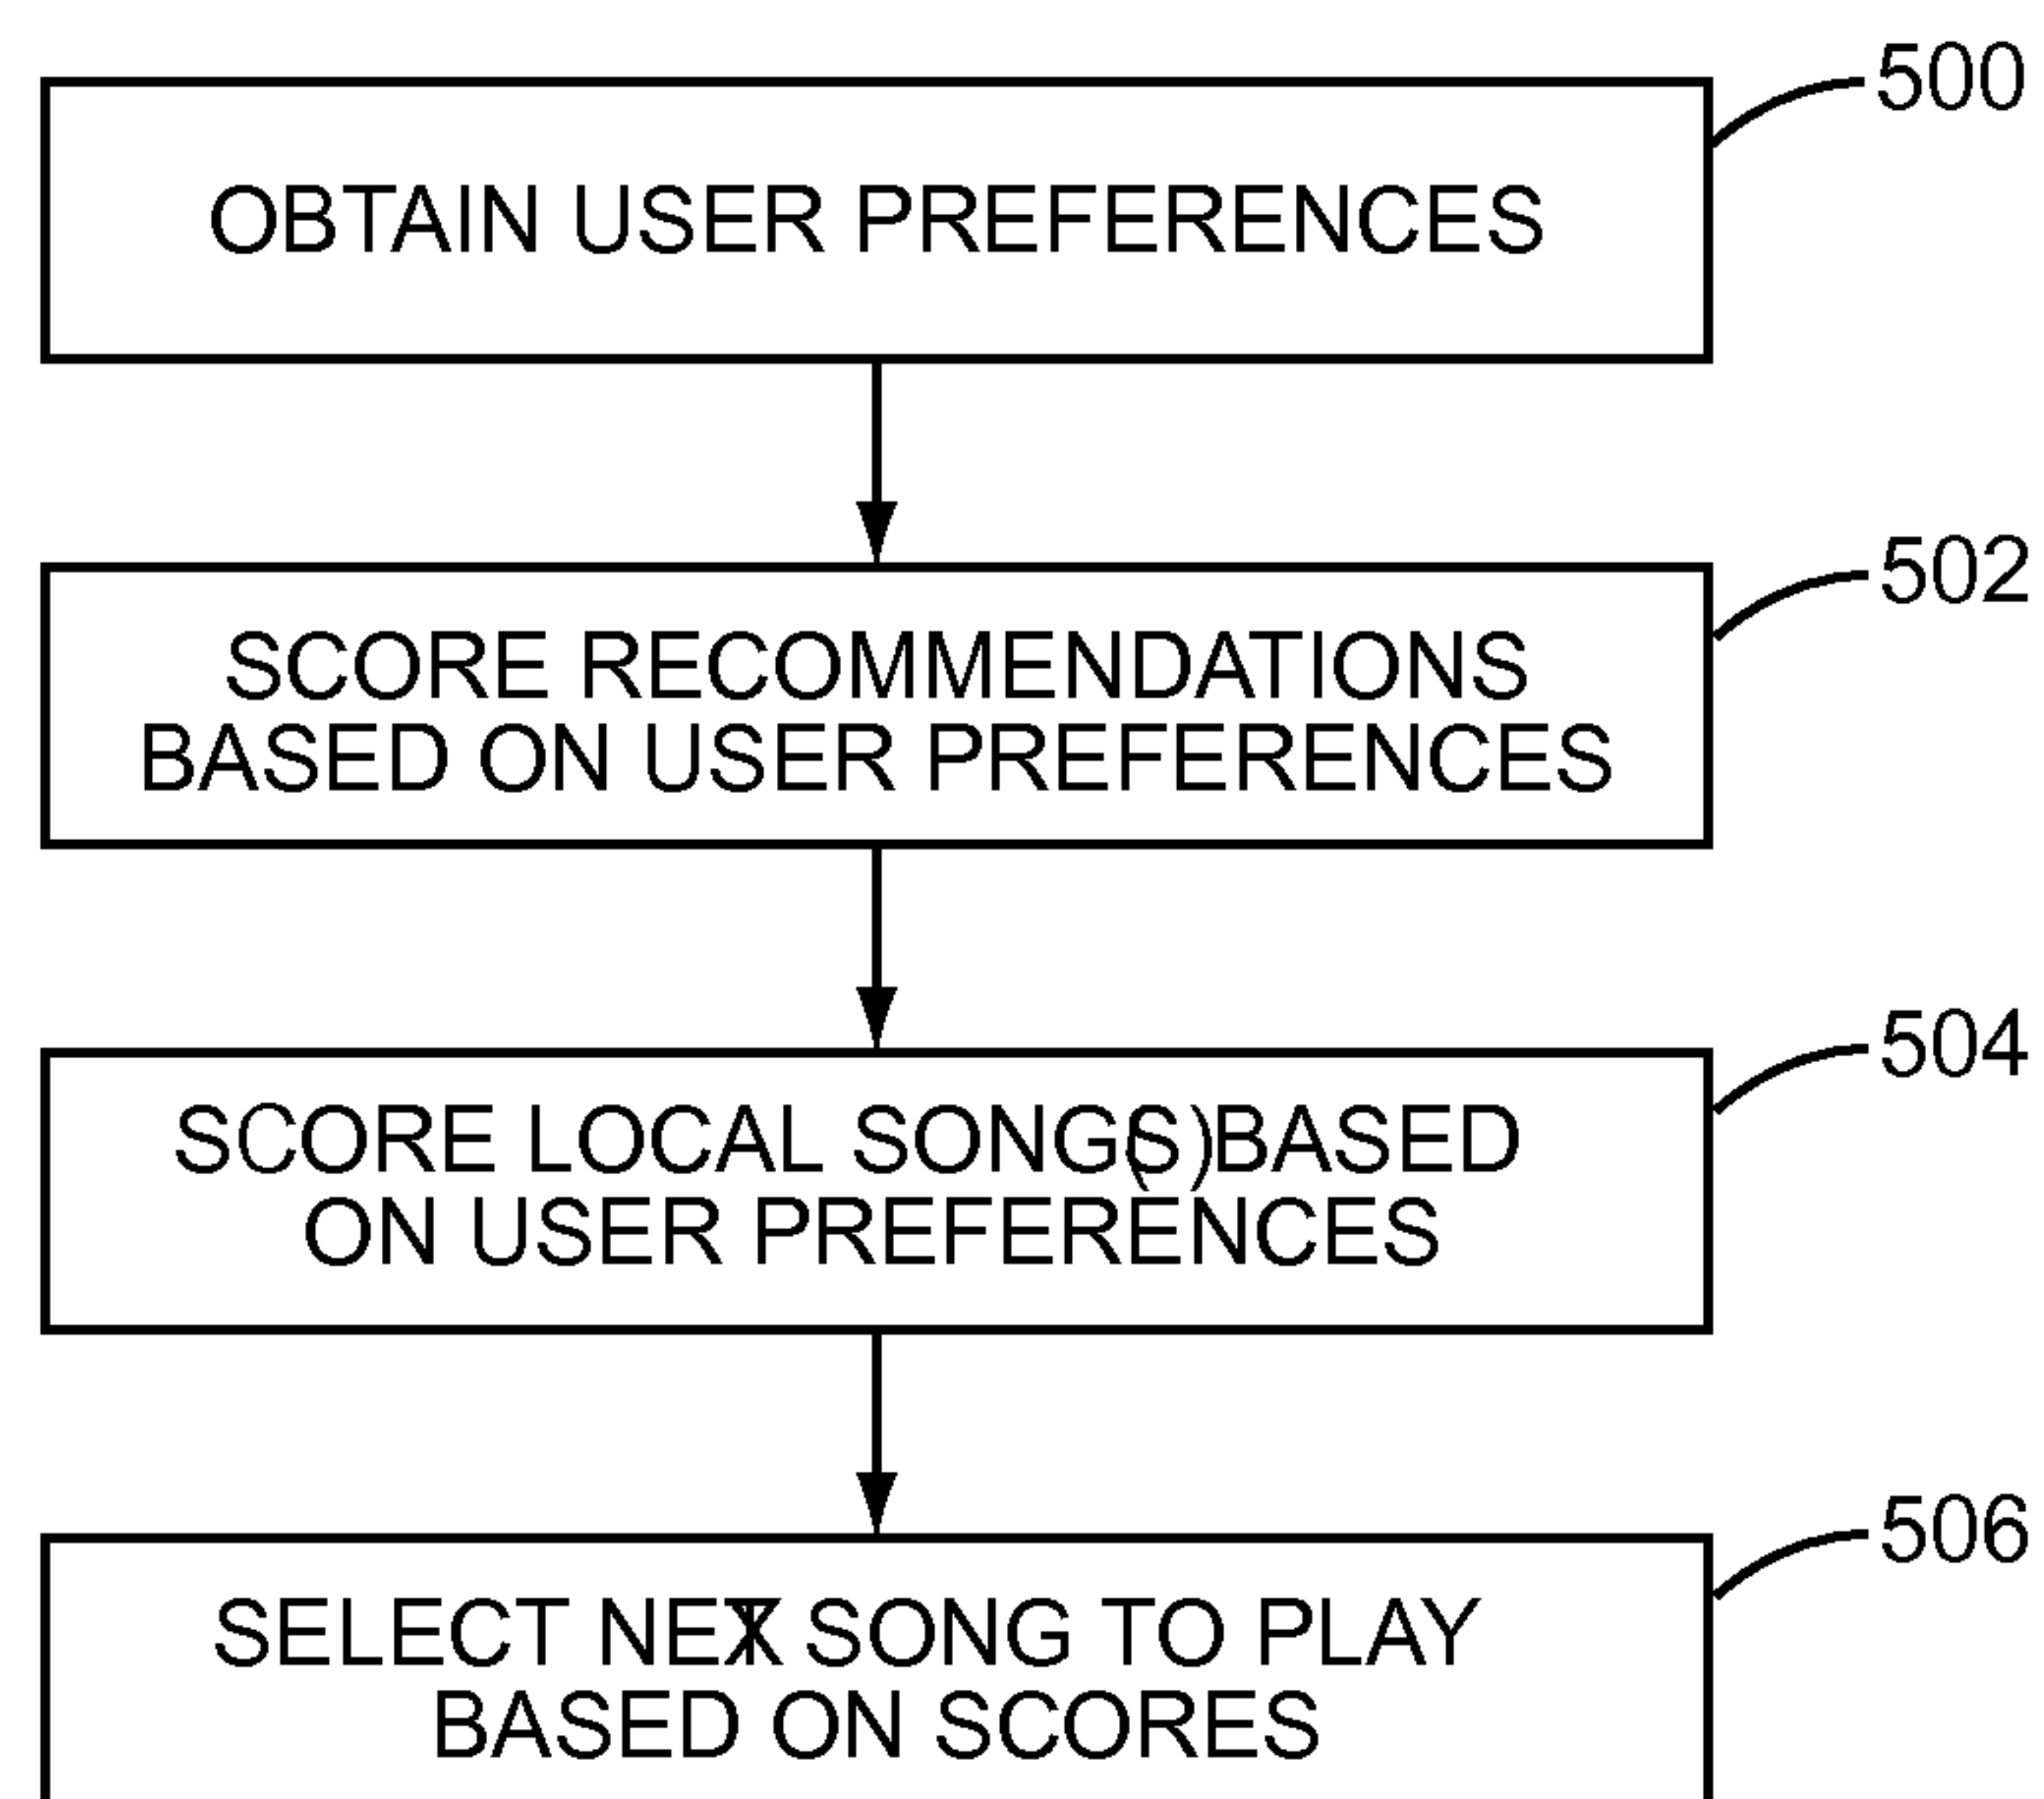 500
OBTAIN USER PREFERENCES
502
SCORE RECOMMENDATIONS
BASED ON USER PREFERENCES
504
SCORE LOCAL SONG(S) BASED
ON USER PREFERENCES
506
SELECT NEXT SONG TO PLAY
BASED ON SCORES